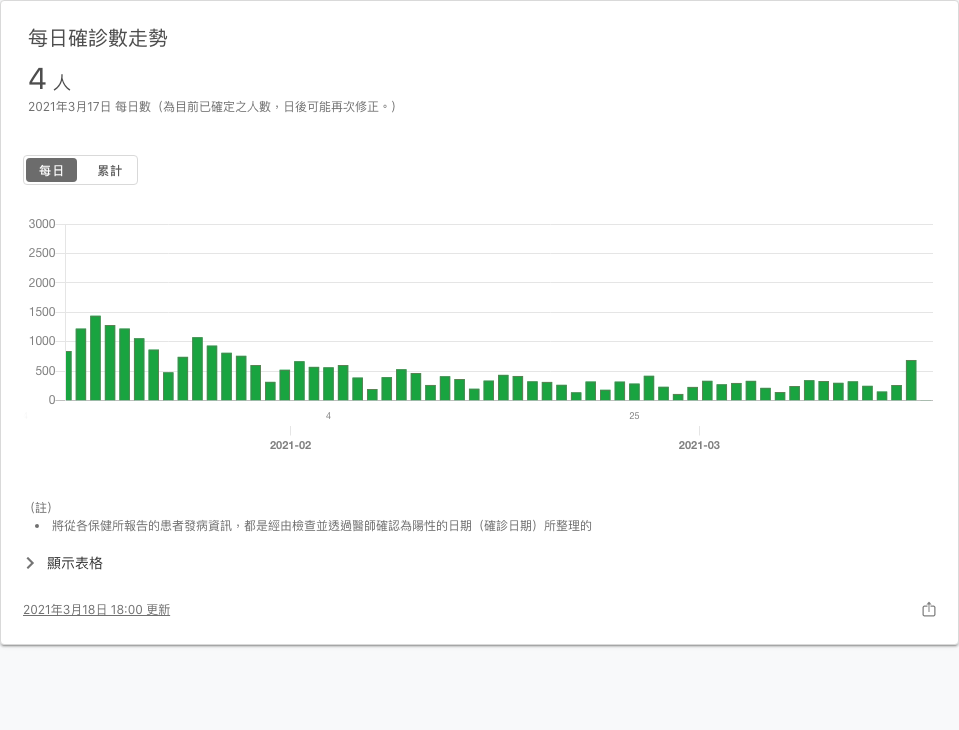 每日確診數走勢
4 人
2021年3月17日 每日數（為目前已確定之人數，日後可能再次修正。）
每日 累計
3000
2500
2000
1500
1000
500
0
4 25
2021-02 2021-03
（註）
• 將從各保健所報告的患者發病資訊，都是經由檢查並透過醫師確認為陽性的日期（確診日期）所整理的
顯示表格
2021年3月18日 18:00 更新